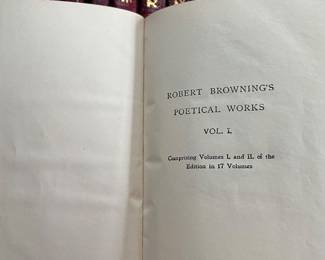 ROBERT BROWNING'S
POETICAL WORKS
VOL. I.
Comprising Volumes I. and II. of the
Edition in 17 Volumes